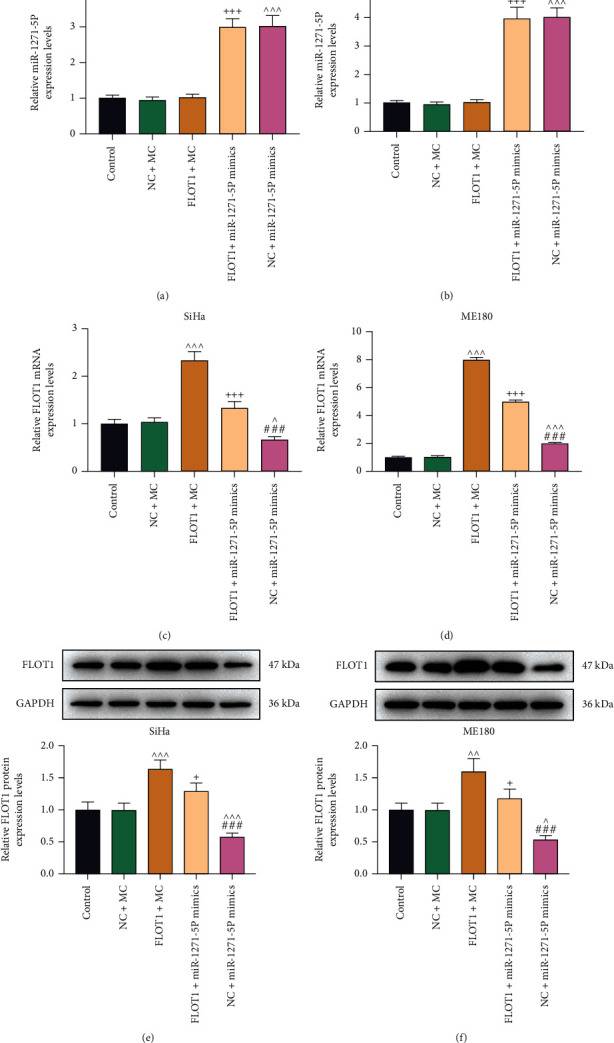 Relative miR-1271-5P
expression levels
3
2
1
0
+++
^^^
Control
NC + MC
FLOT1 + MC
FLOT1+ miR-1271-5P mimics
NC + miR-1271-5P mimics
(a)
Relative miR-1271-5P
expression levels
4
3
2
1
0
+++
^^^
Control
NC + MC
FLOT1 + MC
FLOT1 + miR-1271-5P mimics
NC + miR-1271-5P mimics
(b)
SiHa
Relative FLOT1 mRNA
expression levels
3
2
1
0
^^^
+++
^
###
Control
NC + MC
FLOT1 + MC
FLOT1 + miR-1271-5P mimics
NC + miR-1271-5P mimics
(c)
ME180
Relative FLOT1 mRNA
expression levels
10
8
6
4
2
0
^^^
+++
^^^
###
Control
NC + MC
FLOT1 + MC
FLOT1 + miR-1271-5P mimics
NC + miR-1271-5P mimics
(d)
FLOT1 47 kDa
GAPDH 36 kDa
SiHa
Relative FLOT1 protein
expression levels
2.0
1.5
1.0
0.5
0.0
^^^
+
^^^
###
Control
NC + MC
FLOT1 + MC
FLOT1 + miR-1271-5P mimics
NC + miR-1271-5P mimics
(e)
FLOT1 47 kDa
GAPDH 36 kDa
ME180
Relative FLOT1 protein
expression levels
2.0
1.5
1.0
0.5
0.0
^^
+
^
###
Control
NC + MC
FLOT1 + MC
FLOT1 + miR-1271-5P mimics
NC + miR-1271-5P mimics
(f)